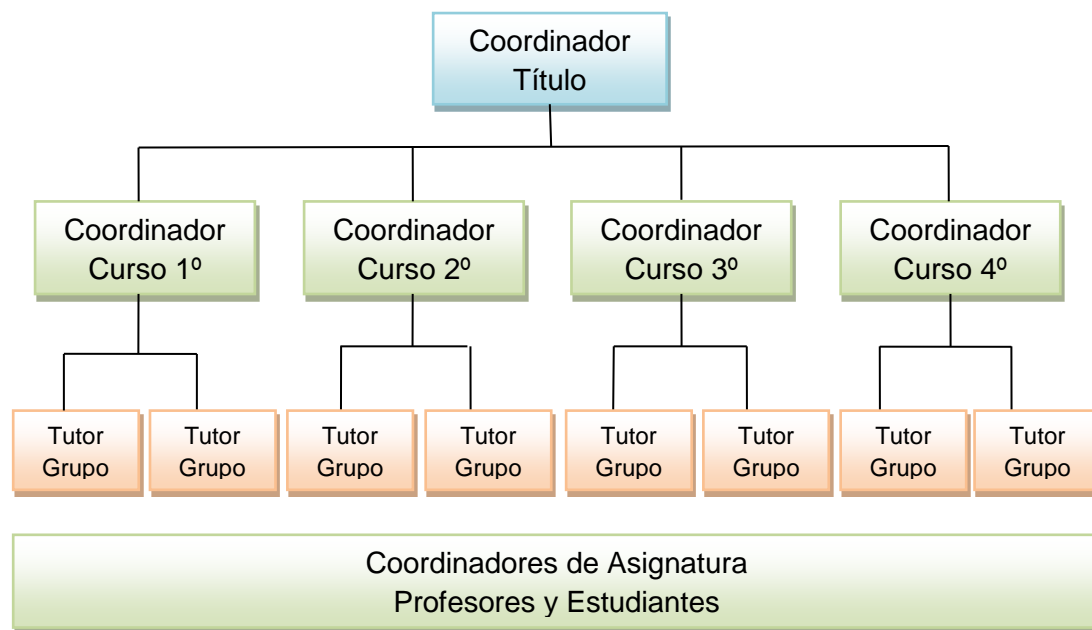 Coordinador
Título
Coordinador
Curso 1º
Coordinador
Curso 2º
Coordinador
Curso 3º
Coordinador
Curso 4º
Tutor
Grupo
Tutor
Grupo
Tutor
Grupo
Tutor
Grupo
Tutor
Grupo
Tutor
Grupo
Tutor
Grupo
Tutor
Grupo
Coordinadores de Asignatura
Profesores y Estudiantes